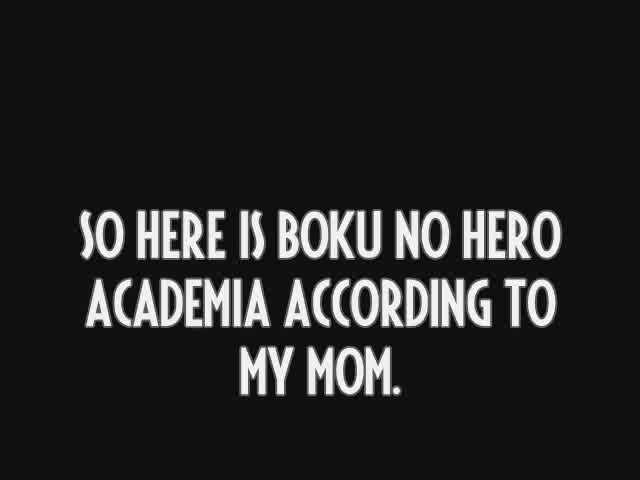 SO HERE IS BOKU NO HERO
ACADEMIA ACCORDING TO
MY MOM.